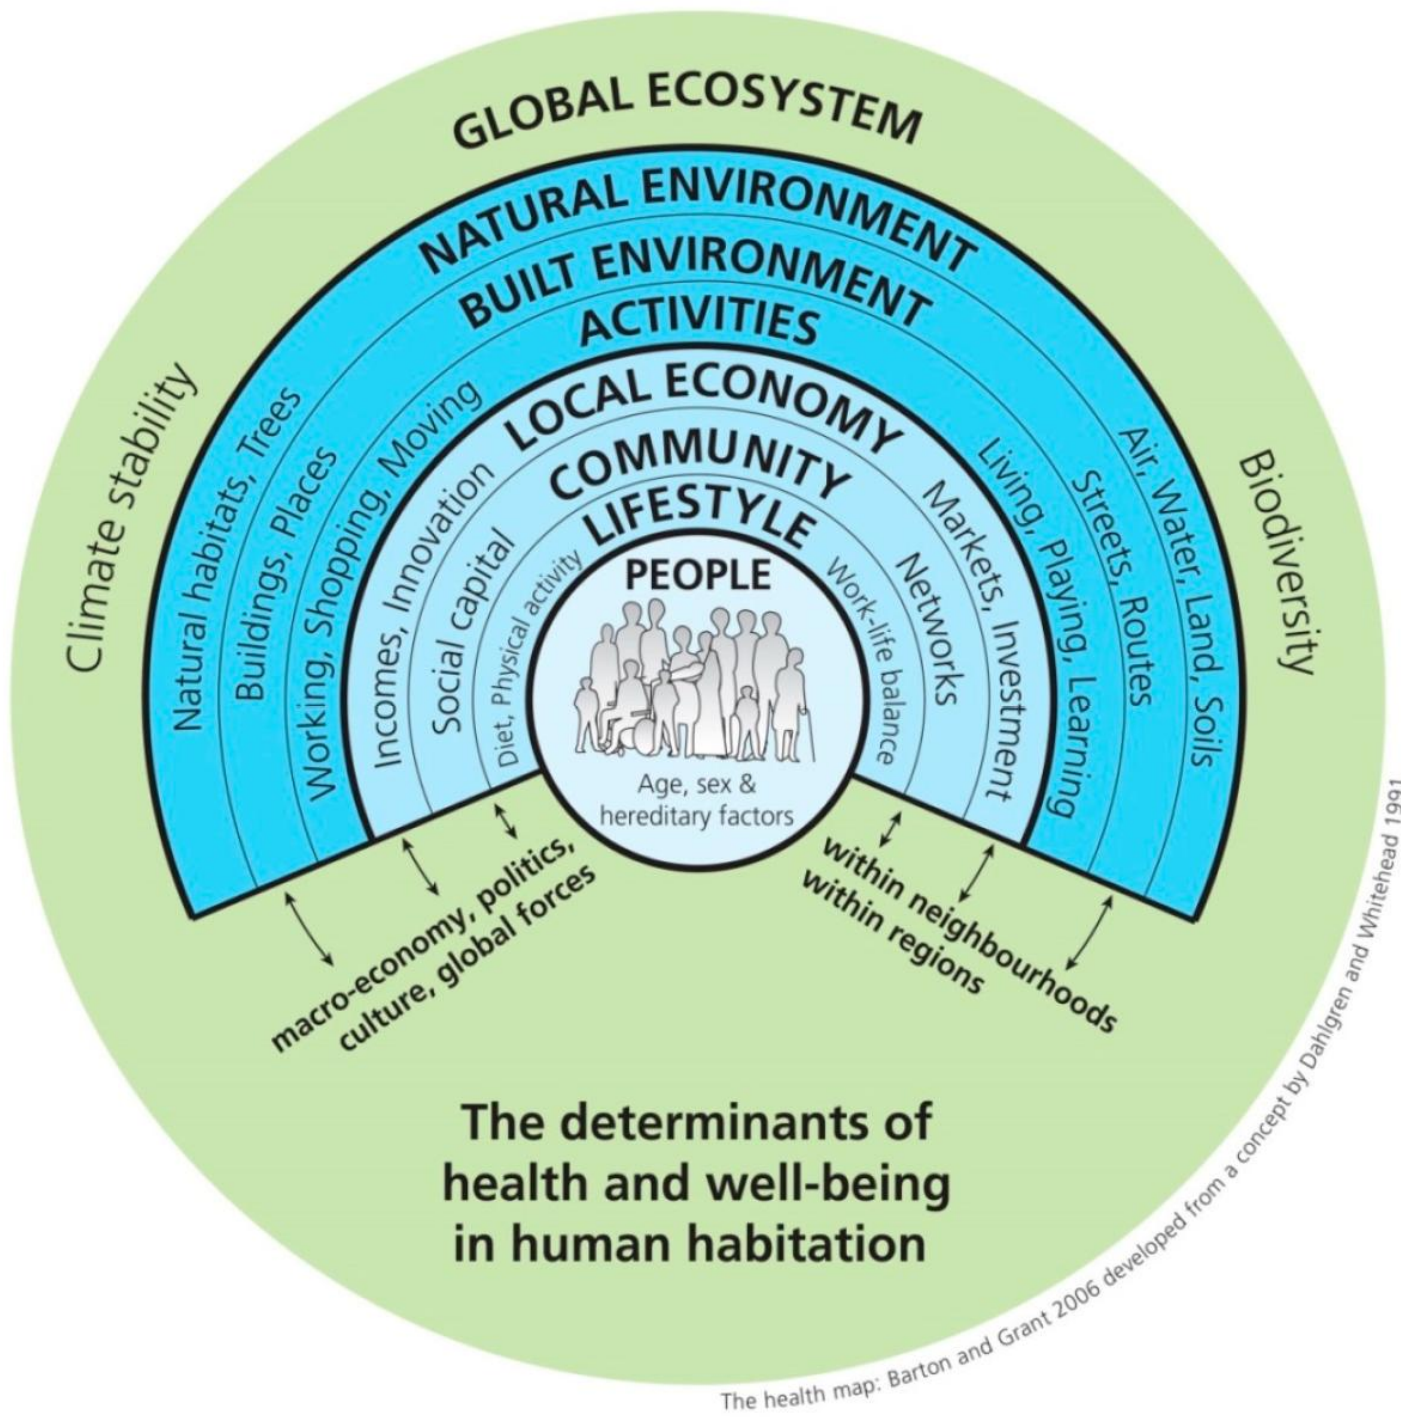 GLOBAL ECOSYSTEM
NATURAL ENVIRONMENT
BUILT ENVIRONMENT
ACTIVITIES
LOCAL ECONOMY
COMMUNITY
LIFESTYLE
PEOPLE
Age, sex &
hereditary factors
Climate stability
Natural habitats, Trees
Buildings, Places
Working, Shopping, Moving
Incomes, Innovation
Social capital
Diet, Physical activity
Work-life balance
Networks
Markets, Investment
Living, Playing, Learning
Streets, Routes
Air, Water, Land, Soils
Biodiversity
macro-economy, politics,
culture, global forces
within neighbourhoods
within regions
The determinants of
health and well-being
in human habitation
The health map: Barton and Grant 2006 developed from a concept by Dahlgren and Whitehead 1991